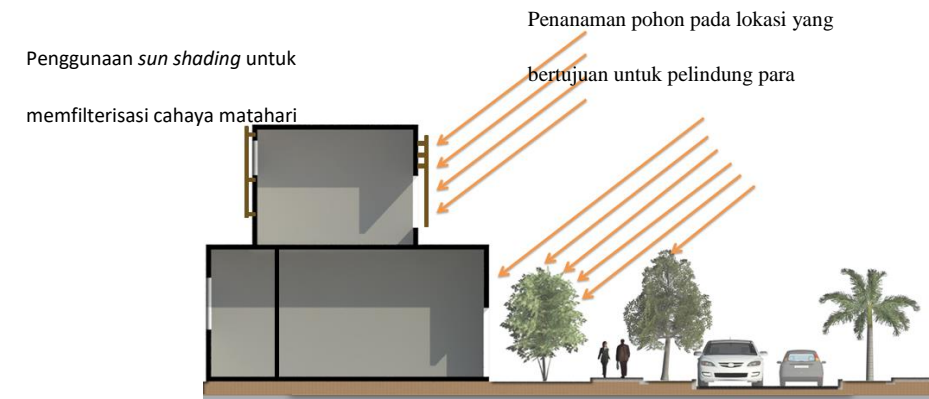 Penggunaan sun shading untuk
memfilterisasi cahaya matahari
Penanaman pohon pada lokasi yang
bertujuan untuk pelindung para